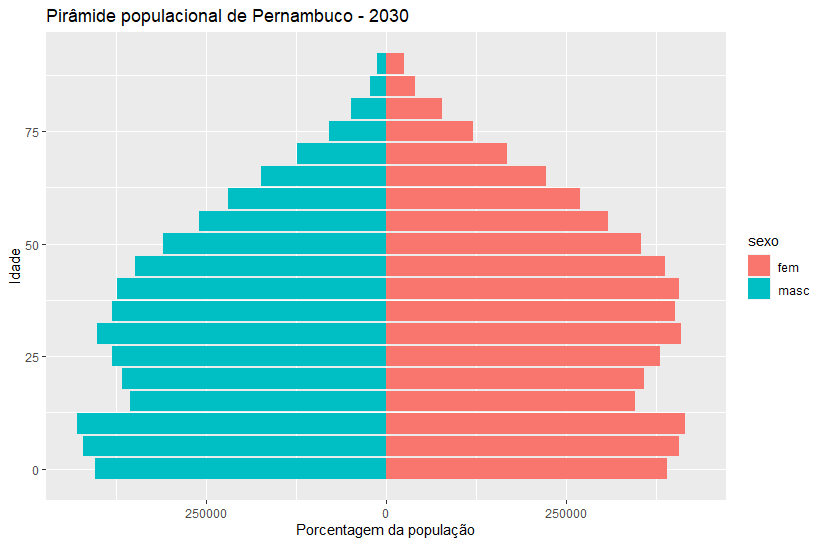 Pirâmide populacional de Pernambuco - 2030
75
50
25
0
Idade
250000
0
250000
Porcentagem da população
sexo
fem
masc